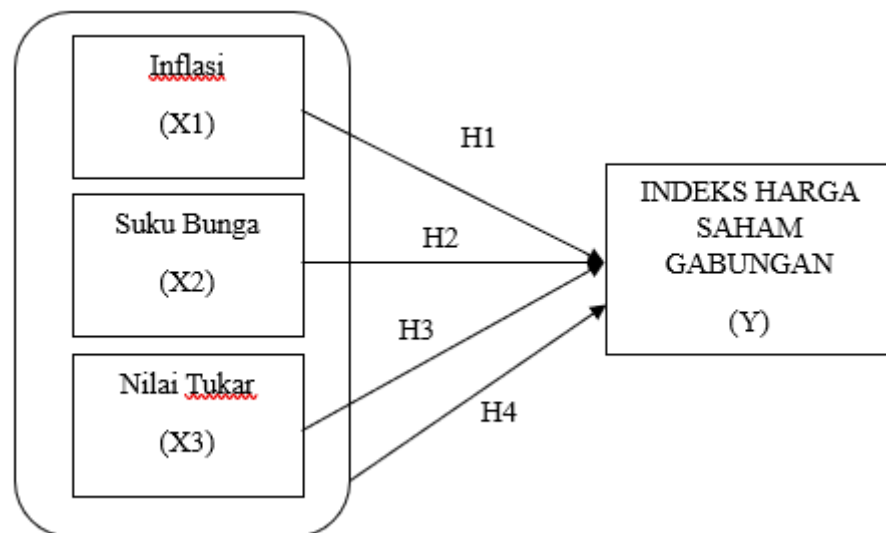 Inflasi
(X1)
Suku Bunga
(X2)
Nilai Tukar
(X3)
H1
H2
H3
H4
INDEKS HARGA
SAHAM
GABUNGAN
(Y)